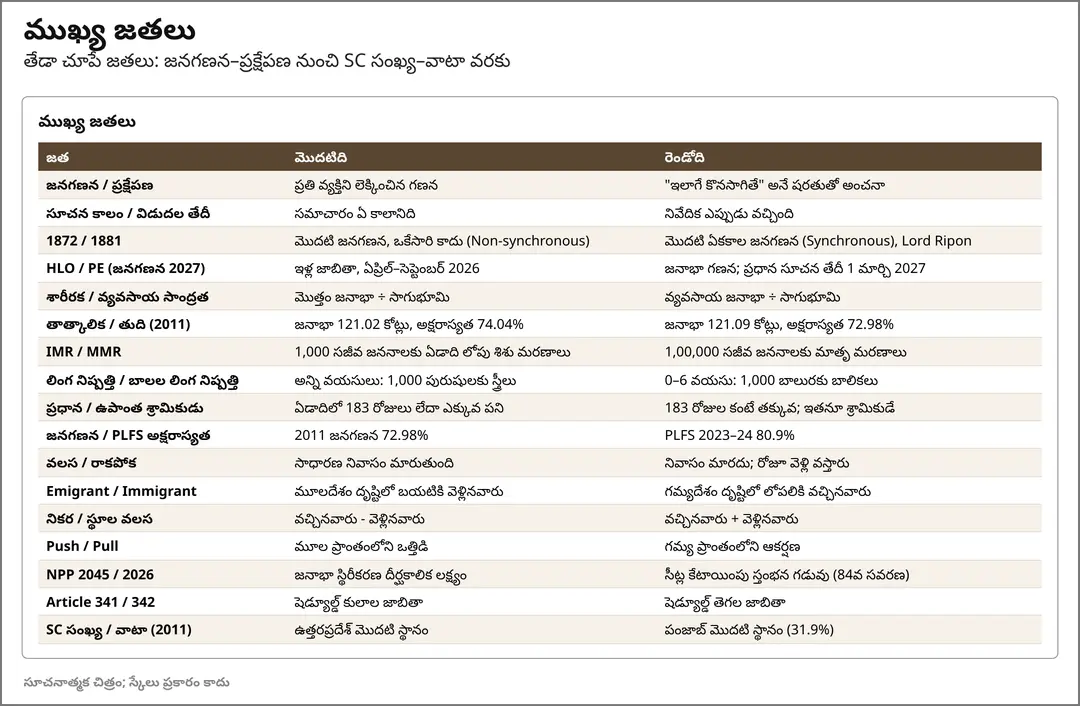 ముఖ్య జతలు
తేడా చూపే జతలు: జనగణన–ప్రక్షేపణ నుంచి SC సంఖ్య–వాటా వరకు
ముఖ్య జతలు
జత మొదటిది రెండోది
జనగణన / ప్రక్షేపణ ప్రతి వ్యక్తిని లెక్కించిన గణన "ఇలాగే కొనసాగితే" అనే షరతుతో అంచనా
సూచన కాలం / విడుదల తేదీ సమాచారం ఏ కాలానిది నివేదిక ఎప్పుడు వచ్చింది
1872 / 1881 మొదటి జనగణన, ఒకేసారి కాదు (Non-synchronous) మొదటి ఏకకాల జనగణన (Synchronous), Lord Ripon
HLO / PE (జనగణన 2027) ఇళ్ల జాబితా, ఏప్రిల్–సెప్టెంబర్ 2026 జనాభా గణన; ప్రధాన సూచన తేదీ 1 మార్చి 2027
శారీరక / వ్యవసాయ సాంద్రత మొత్తం జనాభా ÷ సాగుభూమి వ్యవసాయ జనాభా ÷ సాగుభూమి
తాత్కాలిక / తుది (2011) జనాభా 121.02 కోట్లు, అక్షరాస్యత 74.04% జనాభా 121.09 కోట్లు, అక్షరాస్యత 72.98%
IMR / MMR 1,000 సజీవ జననాలకు ఏడాది లోపు శిశు మరణాలు 1,00,000 సజీవ జననాలకు మాతృ మరణాలు
లింగ నిష్పత్తి / బాలల లింగ నిష్పత్తి అన్ని వయసులు: 1,000 పురుషులకు స్త్రీలు 0–6 వయసు: 1,000 బాలురకు బాలికలు
ప్రధాన / ఉపాంత శ్రామికుడు ఏడాదిలో 183 రోజులు లేదా ఎక్కువ పని 183 రోజుల కంటే తక్కువ; ఇతనూ శ్రామికుడే
జనగణన / PLFS అక్షరాస్యత 2011 జనగణన 72.98% PLFS 2023–24 80.9%
వలస / రాకపోక సాధారణ నివాసం మారుతుంది నివాసం మారదు; రోజూ వెళ్లి వస్తారు
Emigrant / Immigrant మూలదేశం దృష్టిలో బయటికి వెళ్లినవారు గమ్యదేశం దృష్టిలో లోపలికి వచ్చినవారు
నికర / స్థూల వలస వచ్చినవారు - వెళ్లినవారు వచ్చినవారు + వెళ్లినవారు
Push / Pull మూల ప్రాంతంలోని ఒత్తిడి గమ్య ప్రాంతంలోని ఆకర్షణ
NPP 2045 / 2026 జనాభా స్థిరీకరణ దీర్ఘకాలిక లక్ష్యం సీట్ల కేటాయింపు స్తంభన గడువు (84వ సవరణ)
Article 341 / 342 షెడ్యూల్డ్ కులాల జాబితా షెడ్యూల్డ్ తెగల జాబితా
SC సంఖ్య / వాటా (2011) ఉత్తరప్రదేశ్ మొదటి స్థానం పంజాబ్ మొదటి స్థానం (31.9%)
సూచనాత్మక చిత్రం; స్కేలు ప్రకారం కాదు